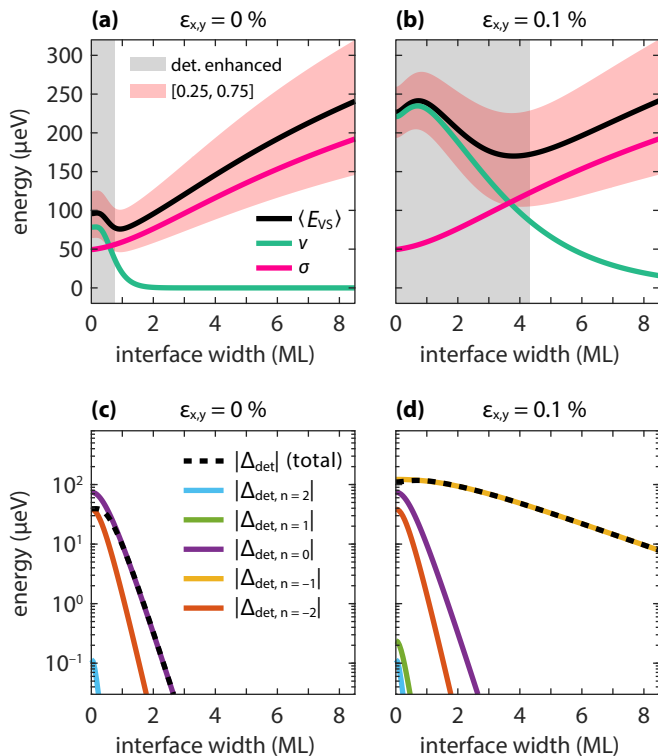 (a) εx,y = 0 %
(b) εx,y = 0.1 %
energy (µeV)
300
250
200
150
100
50
0
det. enhanced
[0.25, 0.75]
⟨EVS⟩
ν
σ
0 2 4 6 8
interface width (ML)
0 2 4 6 8
interface width (ML)
(c) εx,y = 0 %
(d) εx,y = 0.1 %
energy (µeV)
10²
10¹
10⁰
10⁻¹
|Δdet| (total)
|Δdet, n = 2|
|Δdet, n = 1|
|Δdet, n = 0|
|Δdet, n = −1|
|Δdet, n = −2|
0 2 4 6 8
interface width (ML)
0 2 4 6 8
interface width (ML)